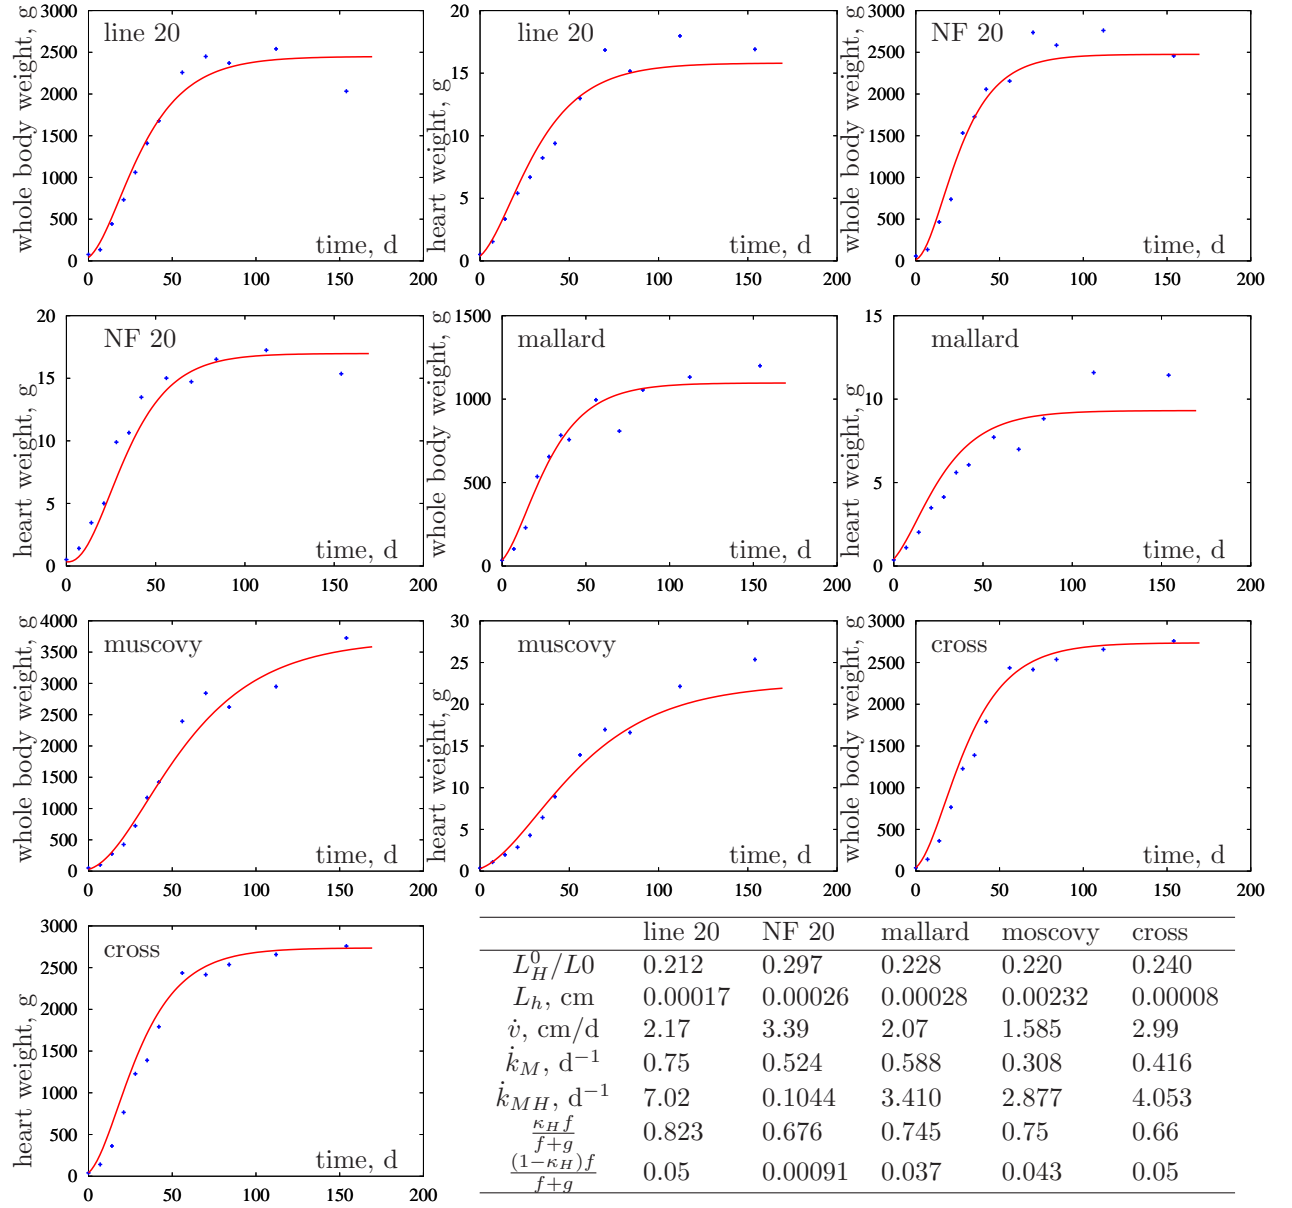 3000
2500
2000
1500
1000
500
0
0 50 100 150 200
whole body weight, g
line 20
time, d
20
15
10
5
0
0 50 100 150 200
heart weight, g
line 20
time, d
3000
2500
2000
1500
1000
500
0
0 50 100 150 200
whole body weight, g
NF 20
time, d
20
15
10
5
0
0 50 100 150 200
heart weight, g
NF 20
time, d
1500
1000
500
0
0 50 100 150 200
whole body weight, g
mallard
time, d
15
10
5
0
0 50 100 150 200
heart weight, g
mallard
time, d
4000
3500
3000
2500
2000
1500
1000
500
0
0 50 100 150 200
whole body weight, g
muscovy
time, d
30
25
20
15
10
5
0
0 50 100 150 200
heart weight, g
muscovy
time, d
3000
2500
2000
1500
1000
500
0
0 50 100 150 200
whole body weight, g
cross
time, d
3000
2500
2000
1500
1000
500
0
0 50 100 150 200
heart weight, g
cross
time, d
line 20 NF 20 mallard moscovy cross
L_H^0/L0 0.212 0.297 0.228 0.220 0.240
L_h, cm 0.00017 0.00026 0.00028 0.00232 0.00008
v̇, cm/d 2.17 3.39 2.07 1.585 2.99
k̇_M, d^{-1} 0.75 0.524 0.588 0.308 0.416
k̇_{MH}, d^{-1} 7.02 0.1044 3.410 2.877 4.053
κ_H f / f+g 0.823 0.676 0.745 0.75 0.66
(1−κ_H)f / f+g 0.05 0.00091 0.037 0.043 0.05